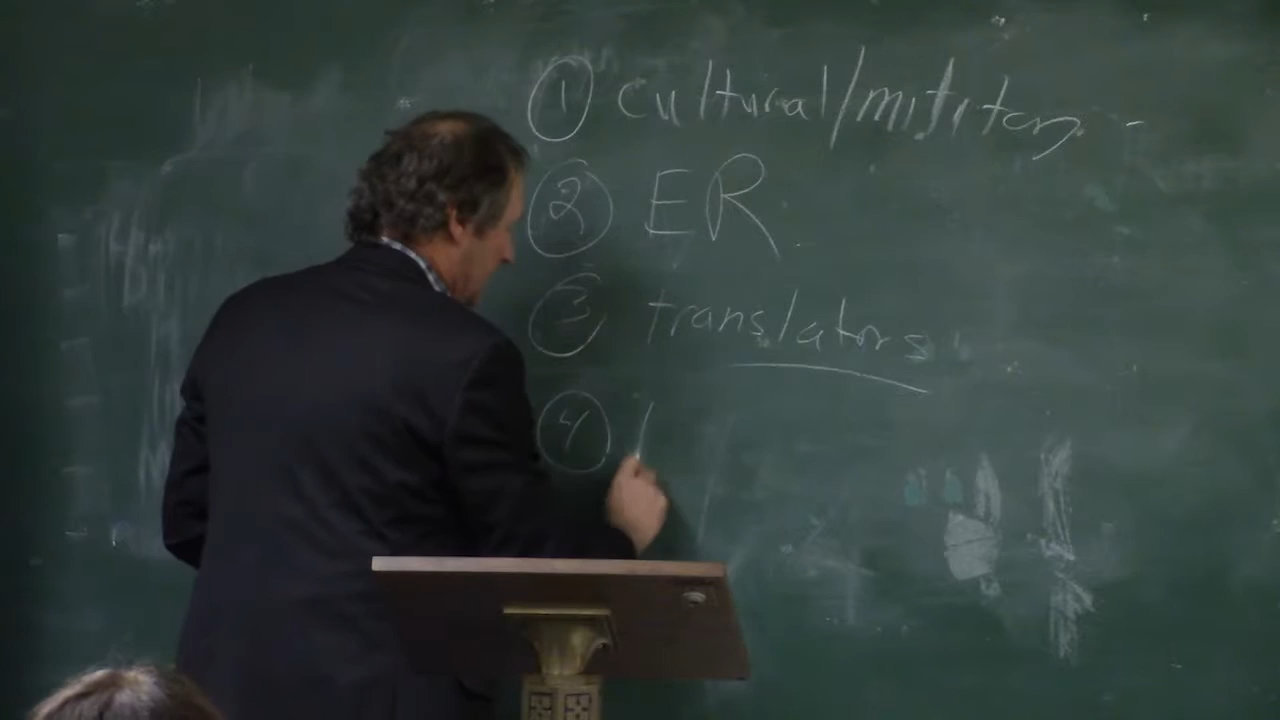 ① cultural/military
② ER
③ translators
④